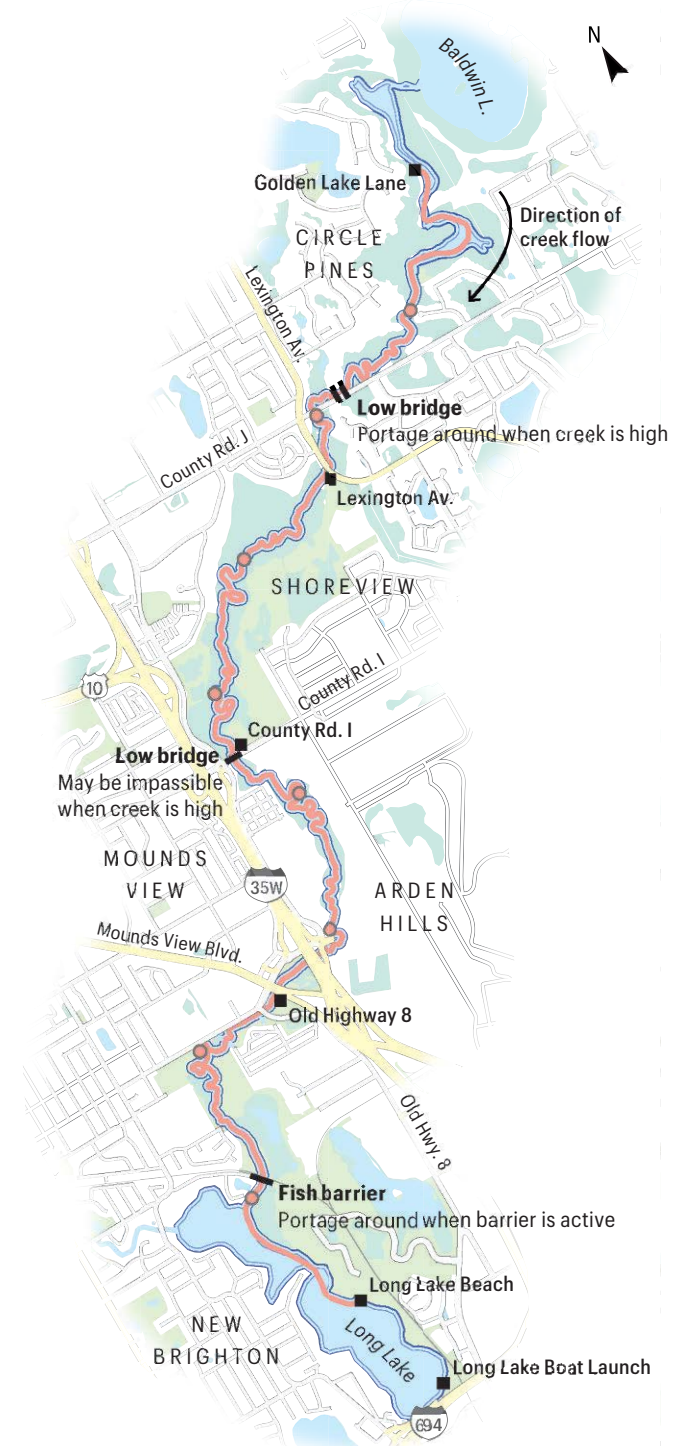 N
Baldwin L.
Golden Lake Lane
Direction of
creek flow
CIRCLE
PINES
Lexington Av.
Low bridge
Portage around when creek is high
County Rd. J
Lexington Av.
SHOREVIEW
County Rd. I
10
County Rd. I
Low bridge
May be impassible
when creek is high
MOUNDS
VIEW
35W
ARDEN
HILLS
Mounds View Blvd.
Old Highway 8
Old Hwy. 8
Fish barrier
Portage around when barrier is active
Long Lake Beach
NEW
BRIGHTON
Long Lake
Long Lake Boat Launch
694